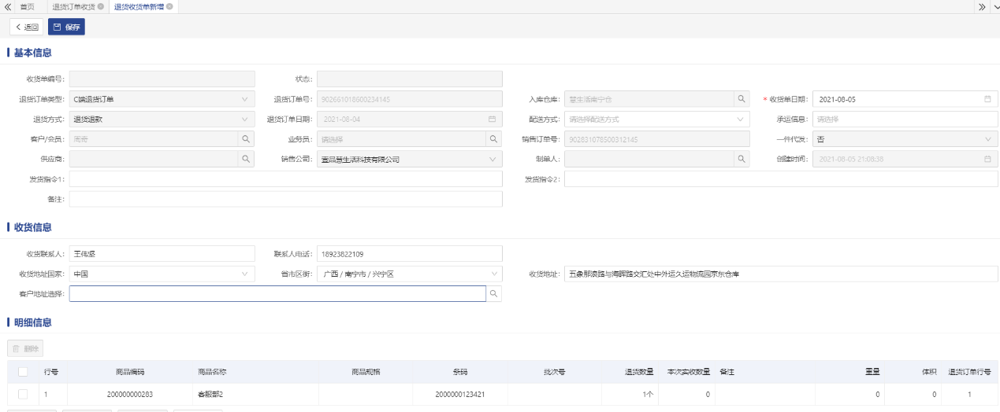 首页 退货订单收货 退货收货单新增
返回 保存
基本信息
收货单编号: 状态:
退货订单类型: C端退货订单 退货订单号: 902661018600234145 入库仓库: 慧生活南宁仓 * 收货单日期: 2021-08-05
退货方式: 退货退款 退货订单日期: 2021-08-04 配送方式: 请选择配送方式 承运信息: 请选择
客户/会员: 周奇 业务员: 请选择 销售订单号: 902831078500312145 一件代发: 否
供应商: 销售公司: 壹品慧生活科技有限公司 制单人: 创建时间: 2021-08-05 21:08:38
发货指令1: 发货指令2:
备注:
收货信息
收货联系人: 王伟坚 联系人电话: 18923822109
收货地址国家: 中国 省市区街: 广西 / 南宁市 / 兴宁区 收货地址: 五象那浪路与海晖路交汇处中外运久运物流园京东仓库
客户地址选择:
明细信息
删除
行号 商品编码 商品名称 商品规格 条码 批次号 退货数量 本次实收数量 备注 重量 体积 退货订单行号
1 200000000283 客服部2 2000000123421 1个 0 0 0 1